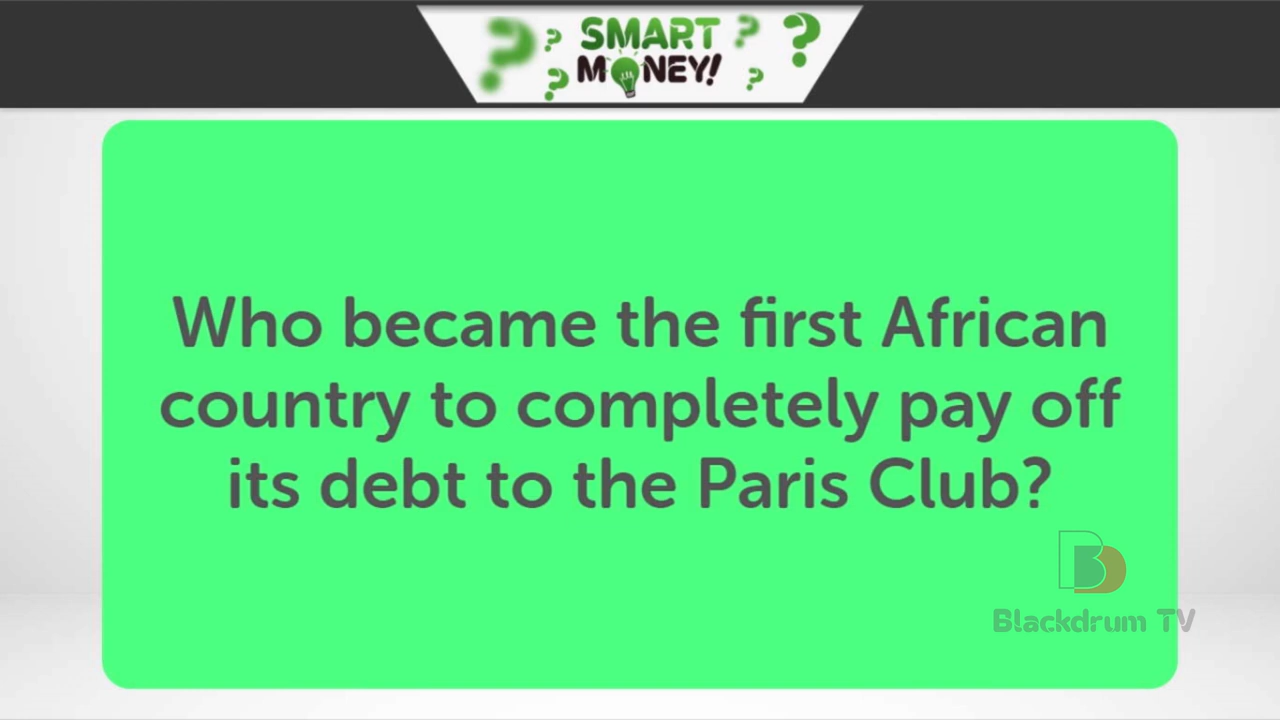 SMART
MONEY!
Who became the first African
country to completely pay off
its debt to the Paris Club?
Blackdrum TV